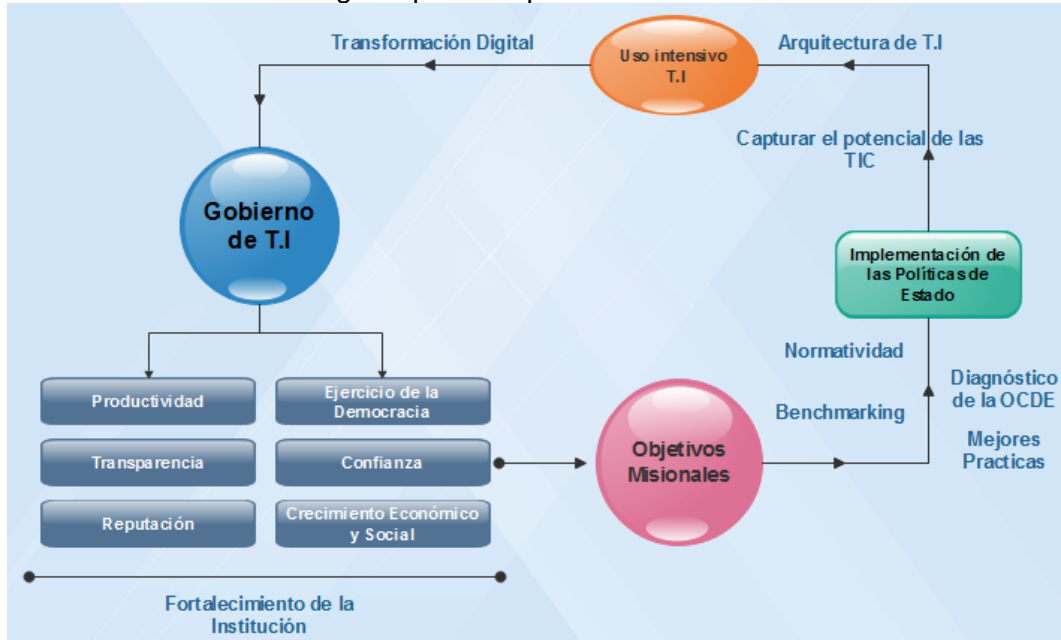 Transformación Digital
Uso intensivo
T.I
Arquitectura de T.I
Capturar el potencial de las
TIC
Gobierno
de T.I
Implementación de
las Políticas de
Estado
Normatividad
Diagnóstico
de la OCDE
Benchmarking
Mejores
Practicas
Productividad
Ejercicio de la
Democracia
Transparencia
Confianza
Objetivos
Misionales
Reputación
Crecimiento Económico
y Social
Fortalecimiento de la
Institución